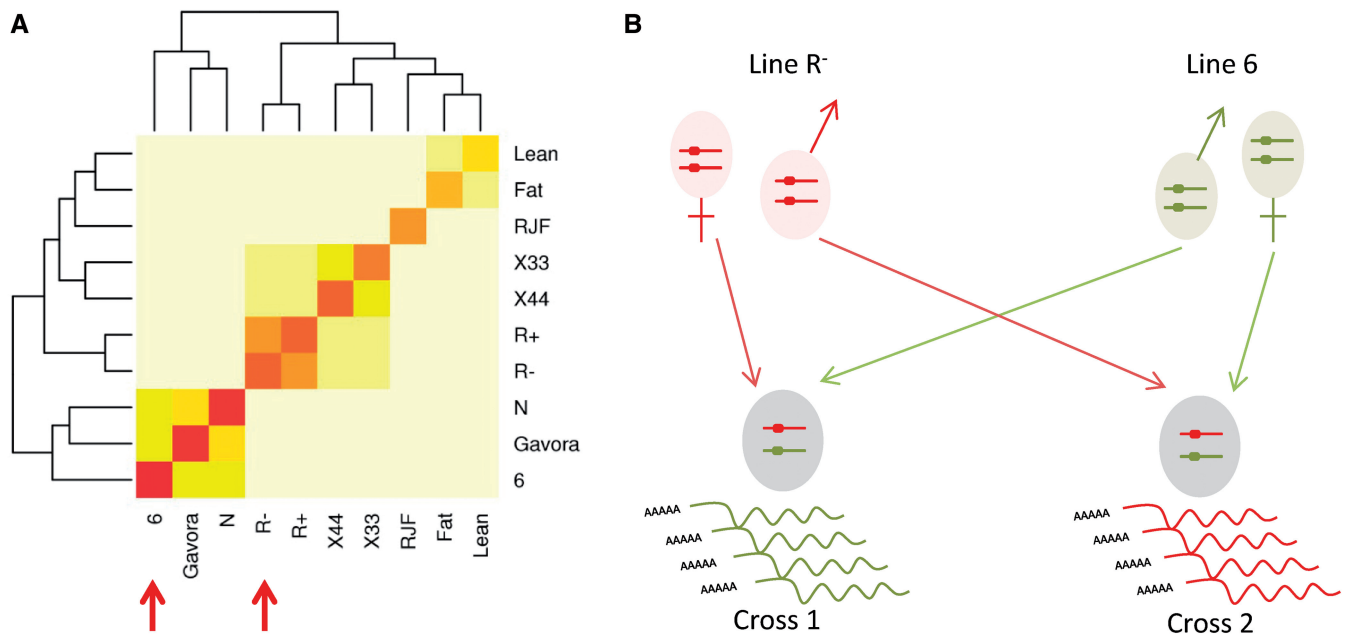 A
Lean
Fat
RJF
X33
X44
R+
R-
N
Gavora
6
6
Gavora
N
R-
R+
X44
X33
RJF
Fat
Lean
B
Line R-
Line 6
AAAAA
AAAAA
AAAAA
AAAAA
Cross 1
AAAAA
AAAAA
AAAAA
AAAAA
Cross 2